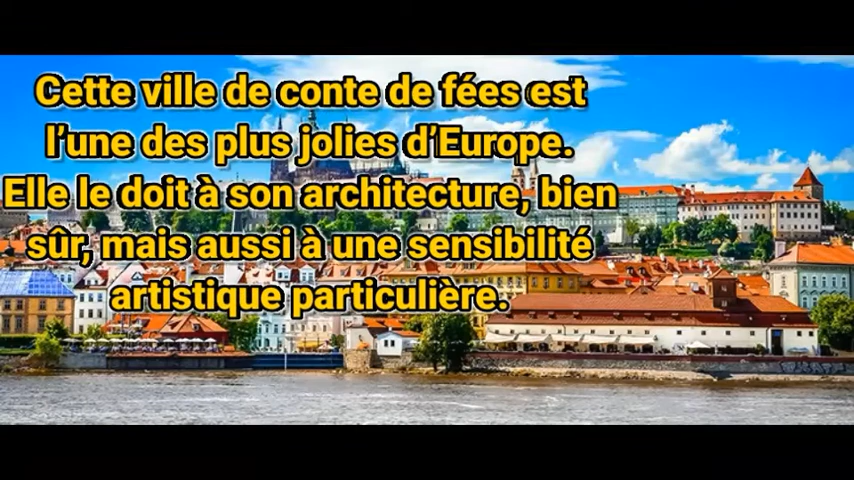 Cette ville de conte de fées est
l’une des plus jolies d’Europe.
Elle le doit à son architecture, bien
sûr, mais aussi à une sensibilité
artistique particulière.